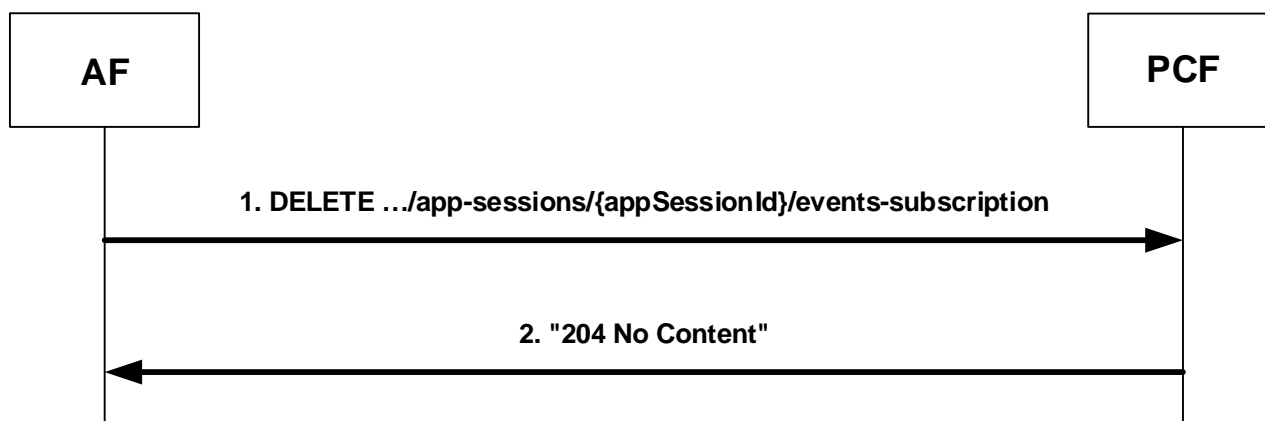 AF
PCF
1. DELETE …/app-sessions/{appSessionId}/events-subscription
2. "204 No Content"